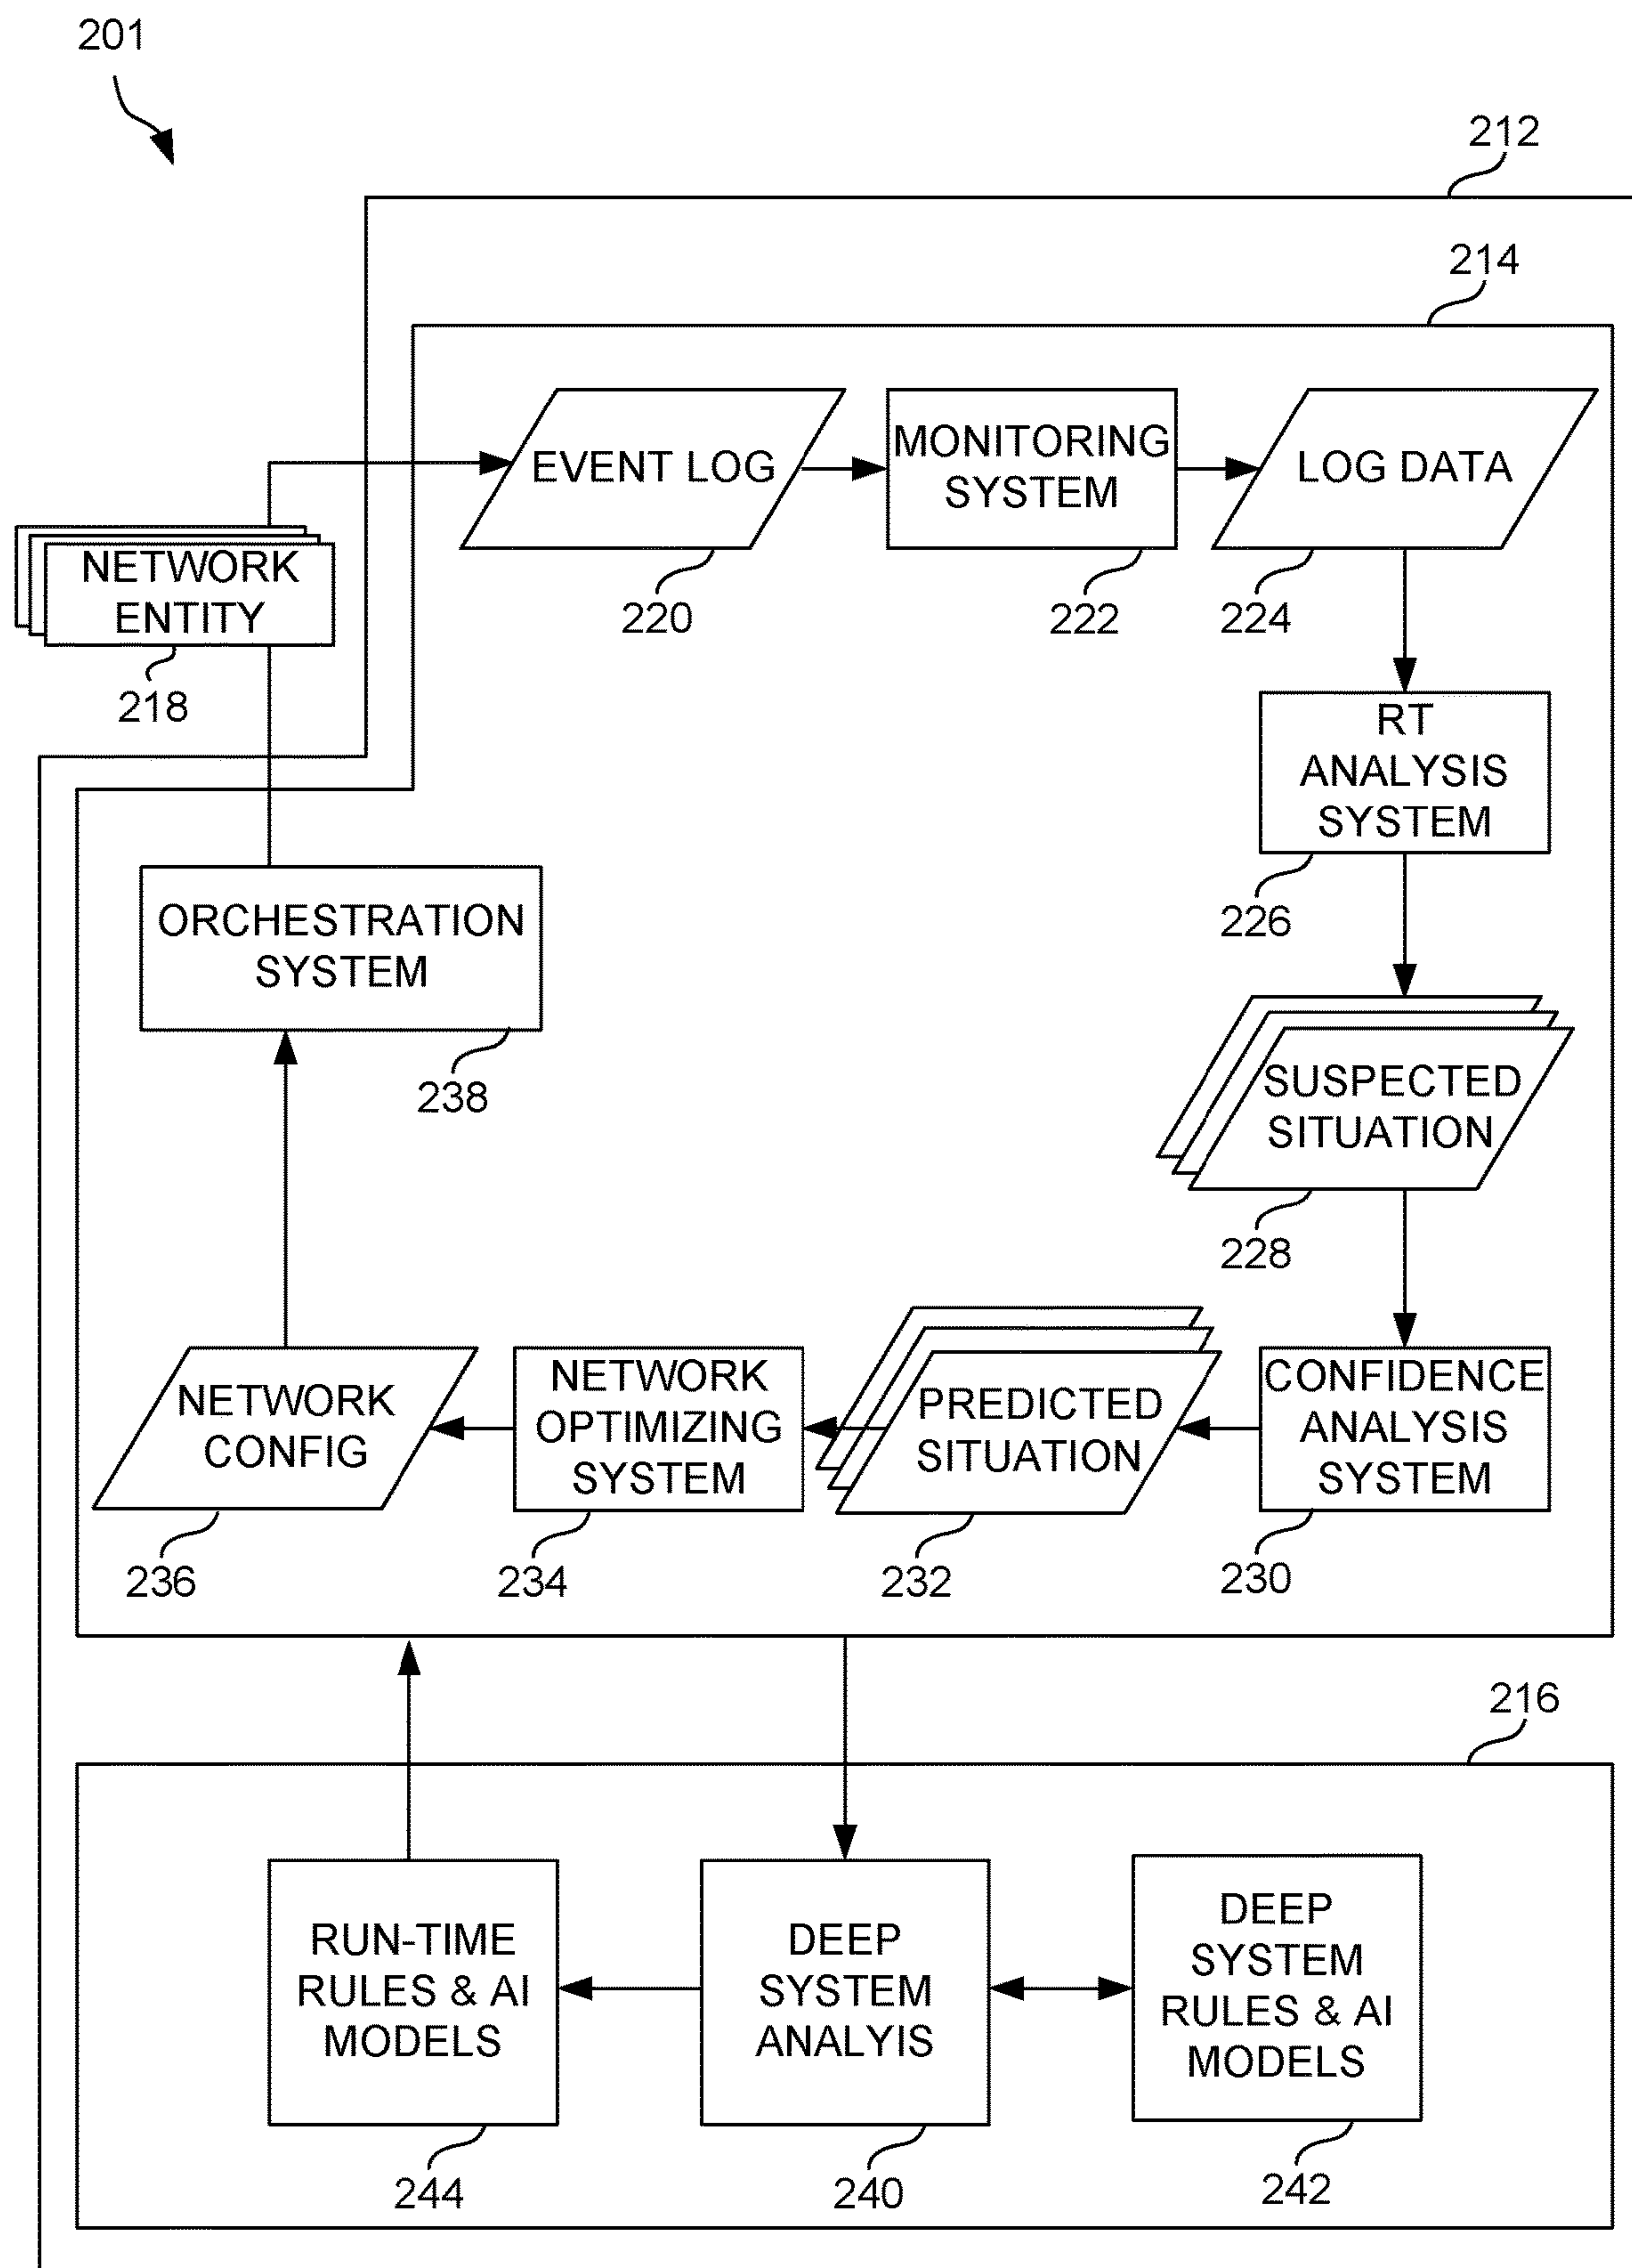 201
212
214
EVENT LOG
MONITORING
SYSTEM
LOG DATA
220
222
224
NETWORK
ENTITY
218
RT
ANALYSIS
SYSTEM
226
ORCHESTRATION
SYSTEM
238
SUSPECTED
SITUATION
228
NETWORK
CONFIG
NETWORK
OPTIMIZING
SYSTEM
PREDICTED
SITUATION
CONFIDENCE
ANALYSIS
SYSTEM
236
234
232
230
216
RUN-TIME
RULES & AI
MODELS
DEEP
SYSTEM
ANALYIS
DEEP
SYSTEM
RULES & AI
MODELS
244
240
242